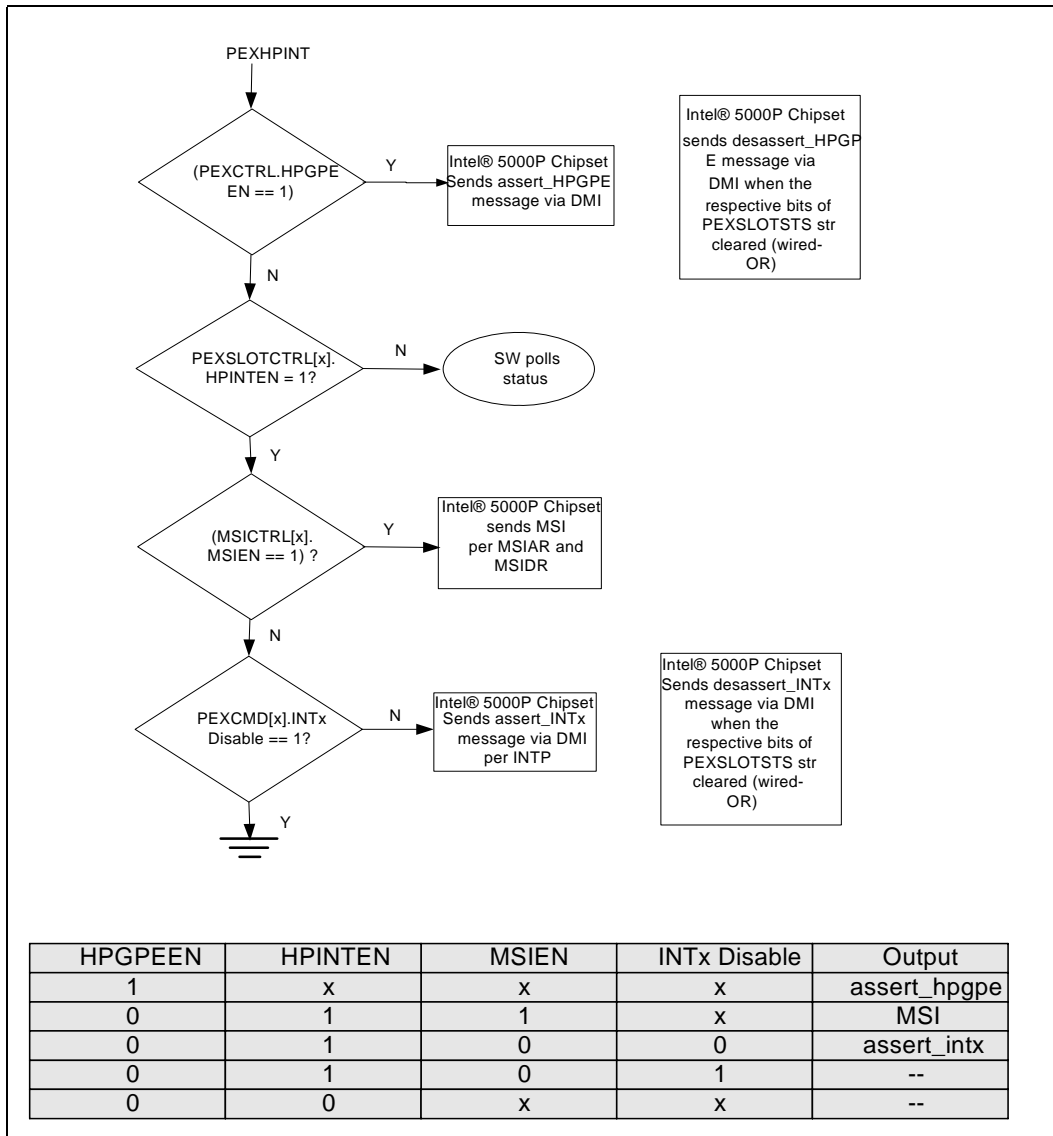 PEXHPINT
(PEXCTRL.HPGPE
EN == 1)
Y
Intel® 5000P Chipset
Sends assert_HPGPE
message via DMI
Intel® 5000P Chipset
sends desassert_HPGP
E message via
DMI when the
respective bits of
PEXSLOTSTS str
cleared (wired-
OR)
N
PEXSLOTCTRL[x].
HPINTEN = 1?
N
SW polls
status
Y
(MSICTRL[x].
MSIEN == 1) ?
Y
Intel® 5000P Chipset
sends MSI
per MSIAR and
MSIDR
N
PEXCMD[x].INTx
Disable == 1?
N
Intel® 5000P Chipset
Sends assert_INTx
message via DMI
per INTP
Intel® 5000P Chipset
Sends desassert_INTx
message via DMI
when the
respective bits of
PEXSLOTSTS str
cleared (wired-
OR)
Y
HPGPEEN HPINTEN MSIEN INTx Disable Output
1 x x x assert_hpgpe
0 1 1 x MSI
0 1 0 0 assert_intx
0 1 0 1 --
0 0 x x --